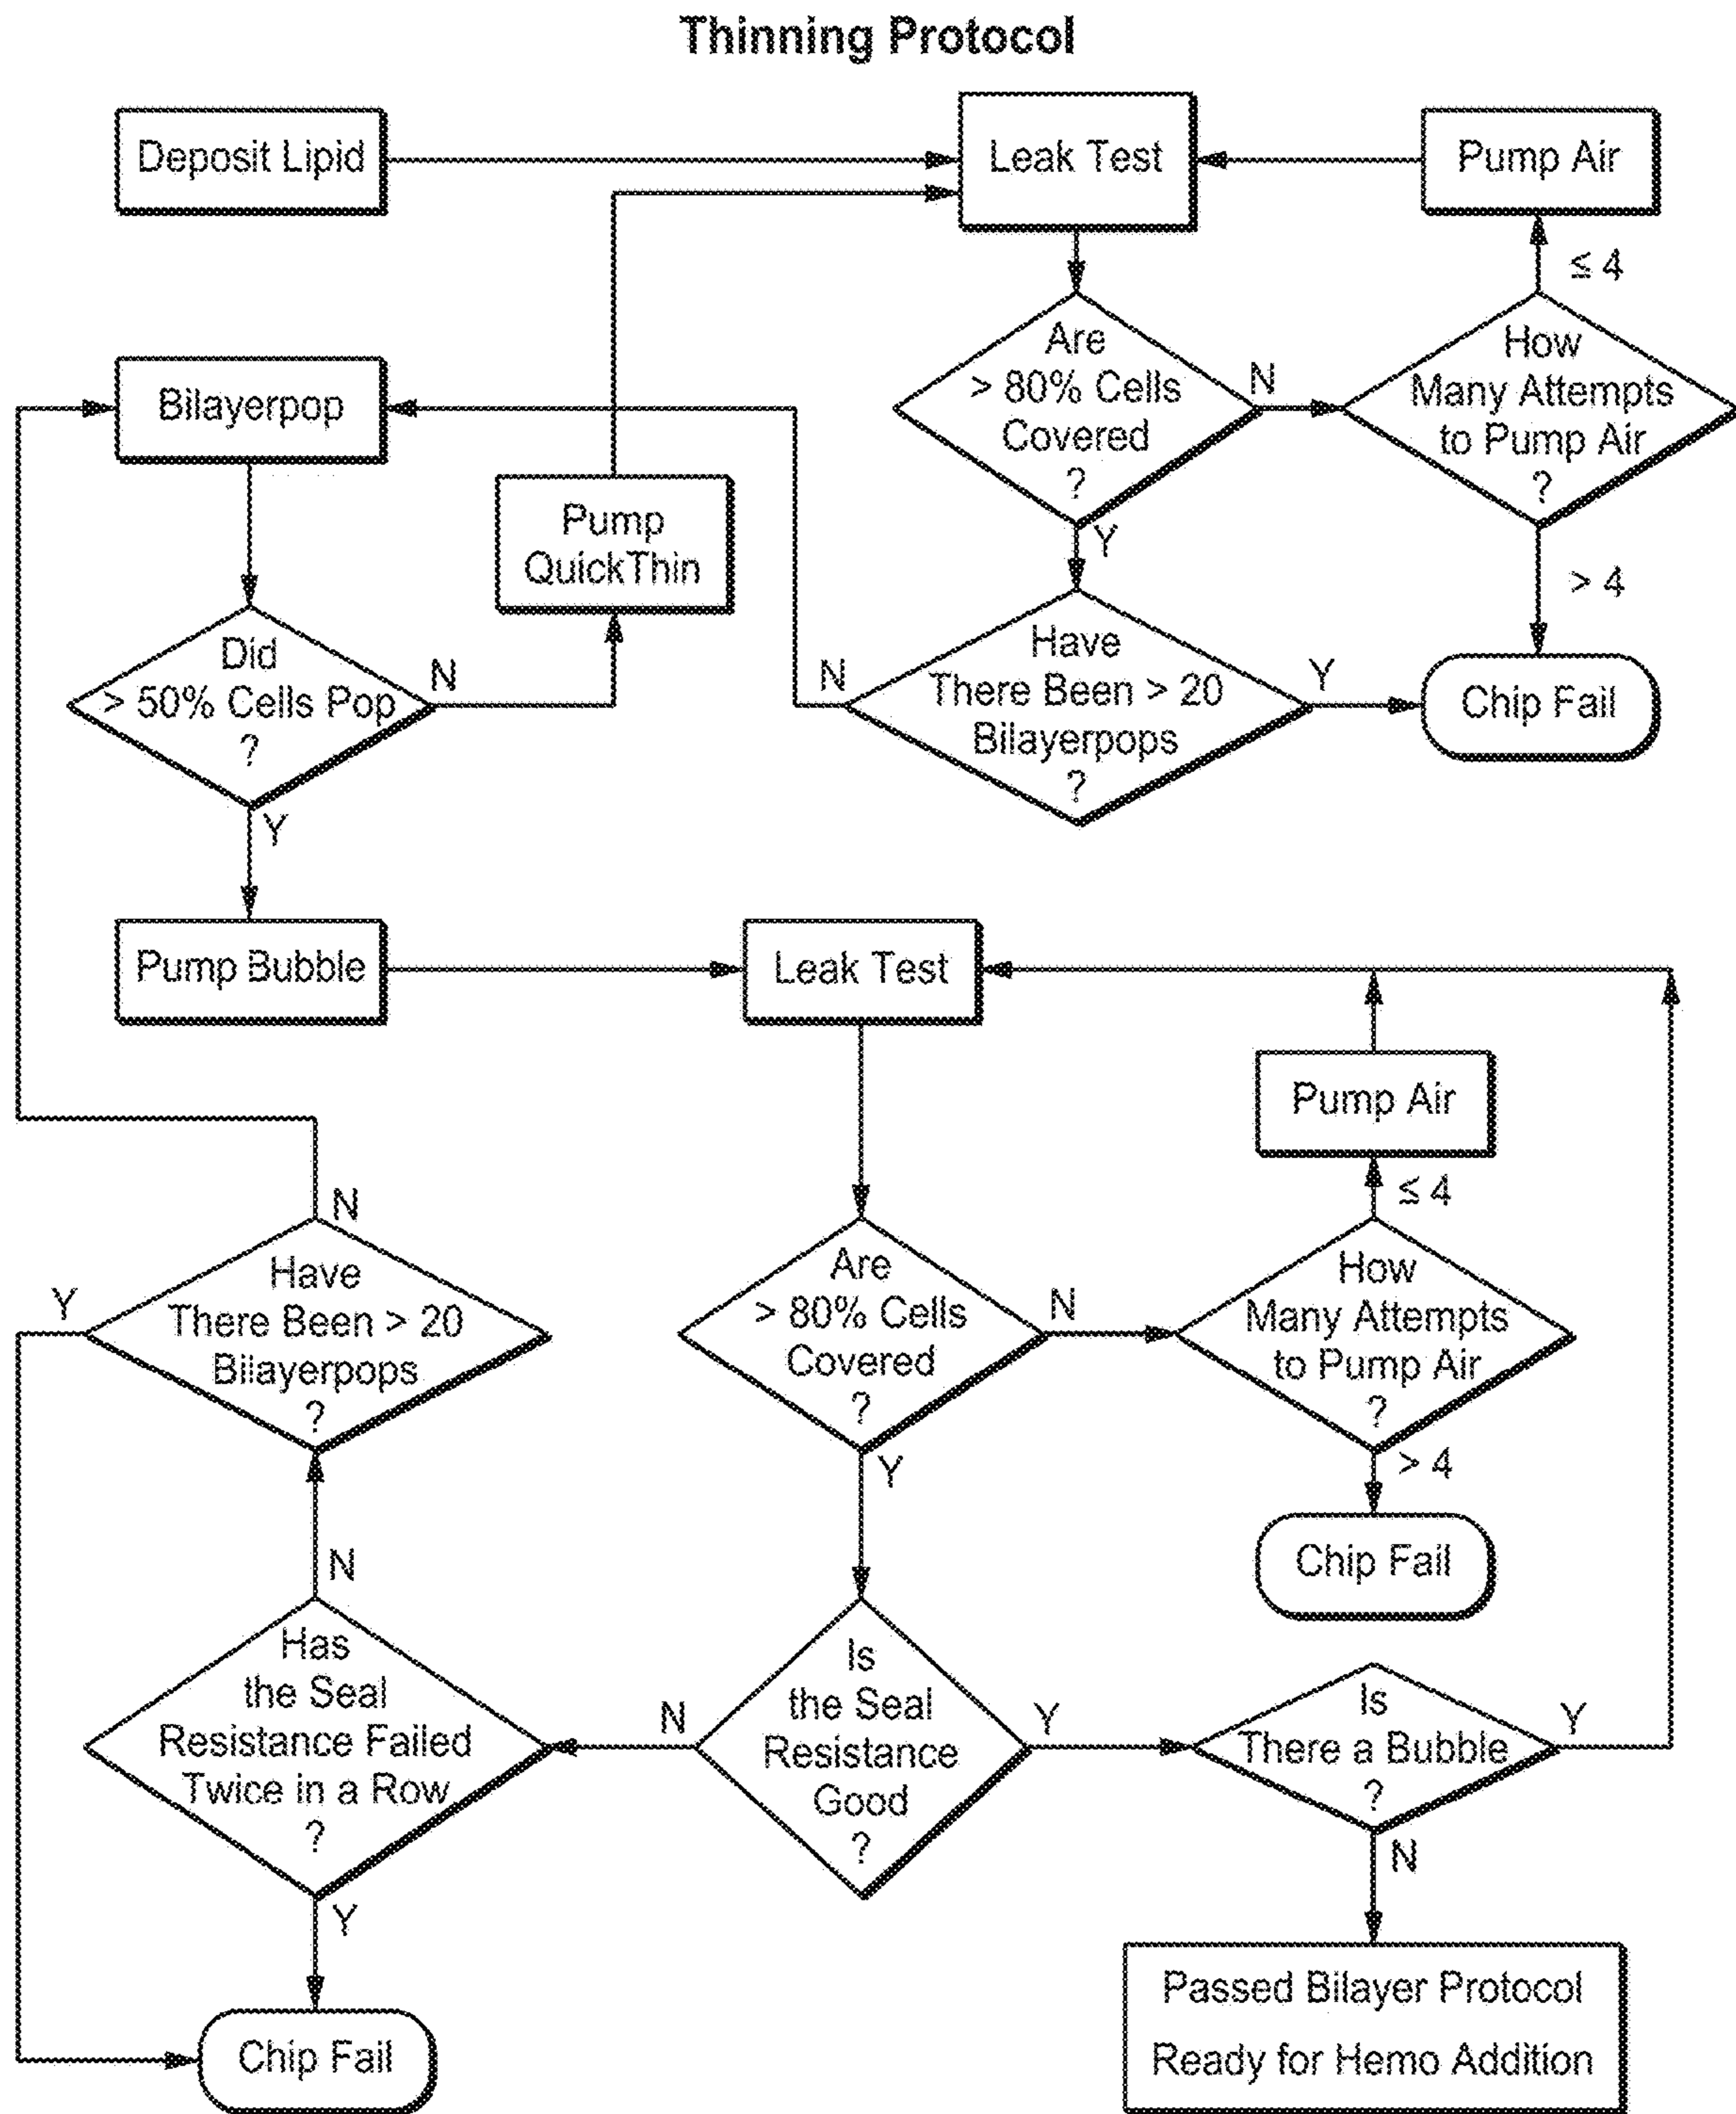 Thinning Protocol
Deposit Lipid
Leak Test
Pump Air
≤ 4
Are
> 80% Cells
Covered
?
N
How
Many Attempts
to Pump Air
?
Bilayerpop
Pump
QuickThin
Y
> 4
Did
> 50% Cells Pop
?
N
Y
N
Have
There Been > 20
Bilayerpops
?
Y
Chip Fail
Pump Bubble
Leak Test
Pump Air
≤ 4
N
Y
Have
There Been > 20
Bilayerpops
?
Are
> 80% Cells
Covered
?
N
Y
How
Many Attempts
to Pump Air
?
> 4
Chip Fail
N
Has
the Seal
Resistance Failed
Twice in a Row
?
Y
N
Is
the Seal
Resistance
Good
?
Y
Is
There a Bubble
?
Y
N
Chip Fail
Passed Bilayer Protocol
Ready for Hemo Addition